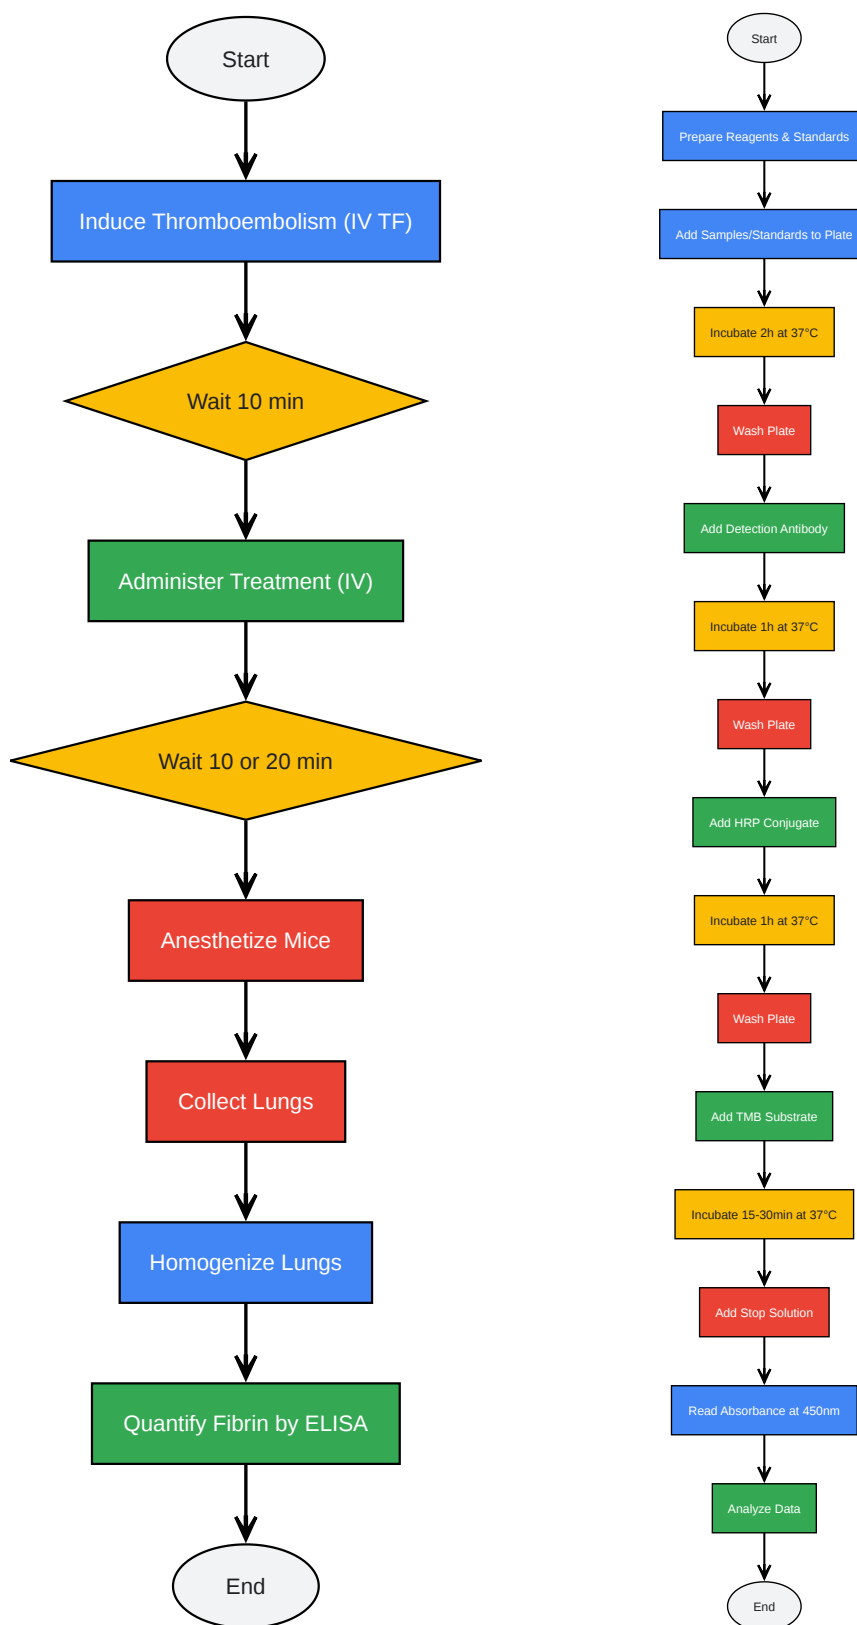 Start
Induce Thromboembolism (IV TF)
Wait 10 min
Administer Treatment (IV)
Wait 10 or 20 min
Anesthetize Mice
Collect Lungs
Homogenize Lungs
Quantify Fibrin by ELISA
End
Start
Prepare Reagents & Standards
Add Samples/Standards to Plate
Incubate 2h at 37°C
Wash Plate
Add Detection Antibody
Incubate 1h at 37°C
Wash Plate
Add HRP Conjugate
Incubate 1h at 37°C
Wash Plate
Add TMB Substrate
Incubate 15-30min at 37°C
Add Stop Solution
Read Absorbance at 450nm
Analyze Data
End